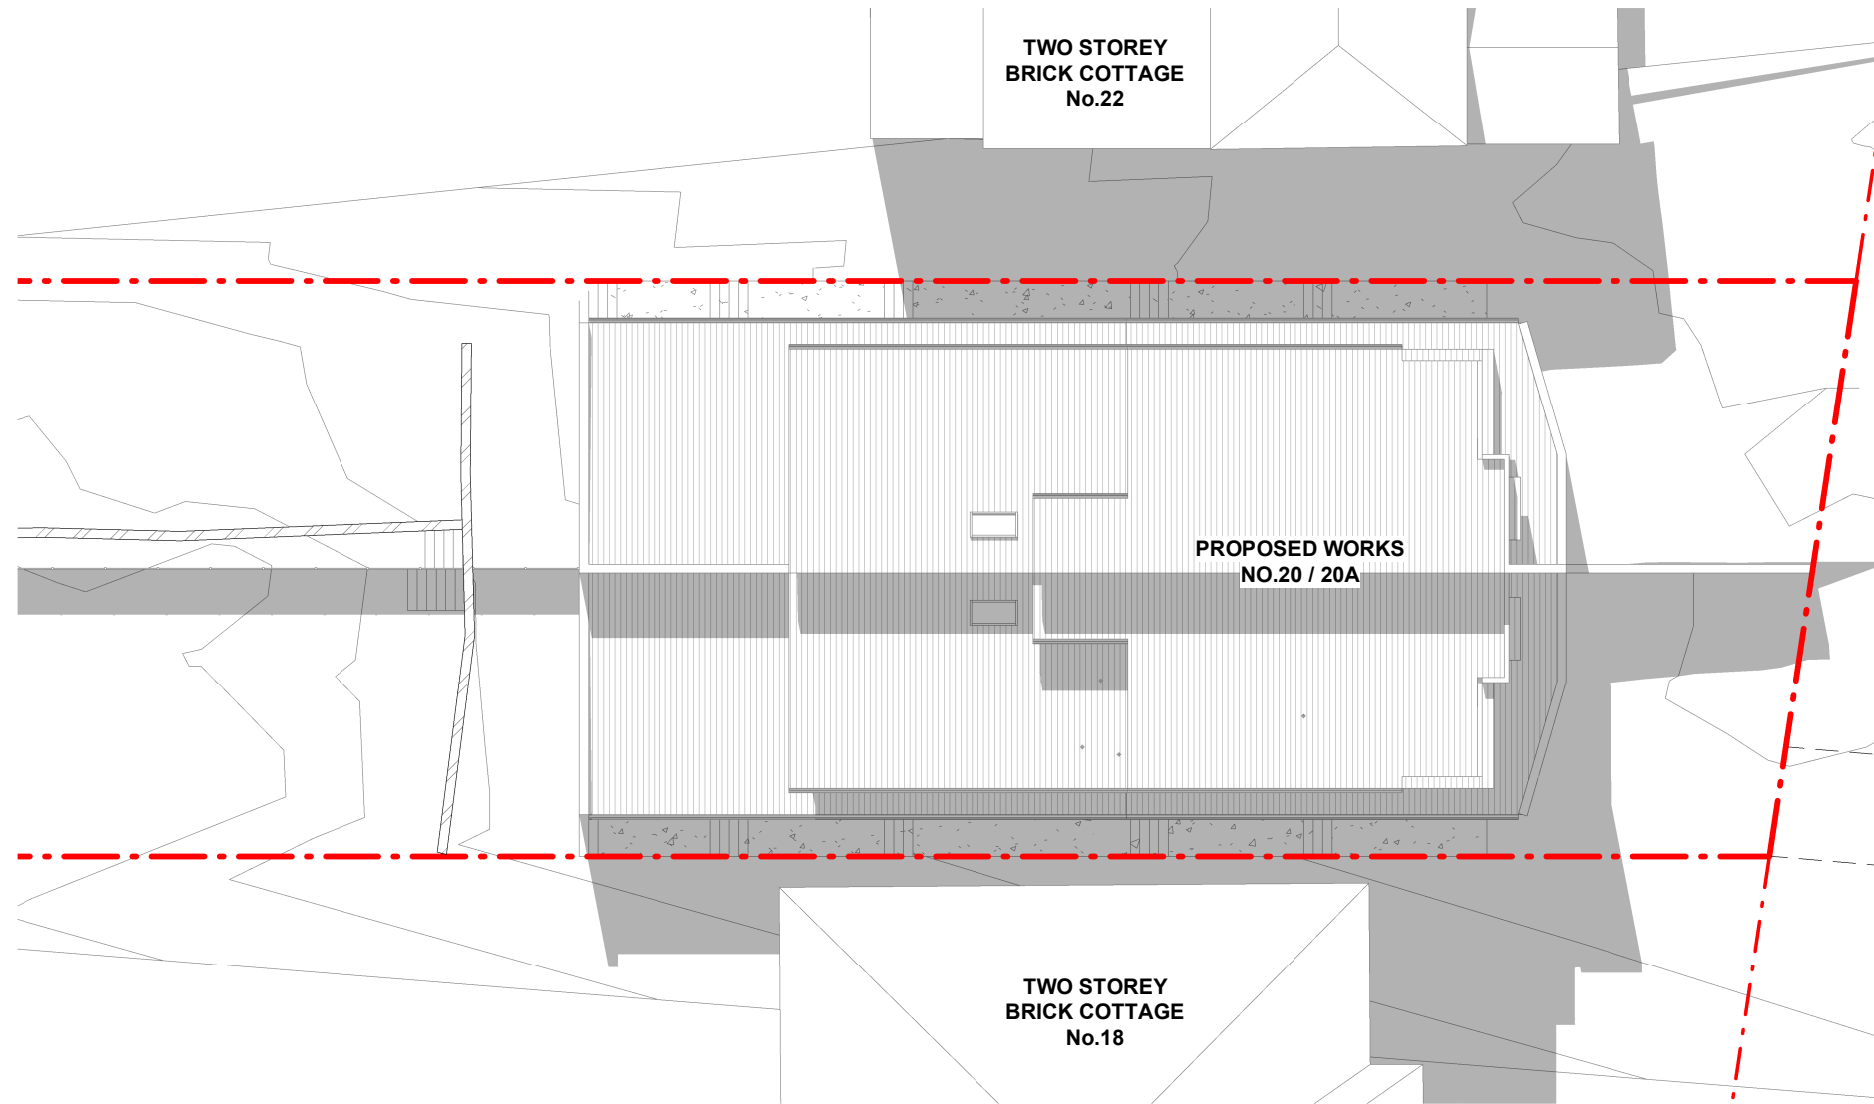 TWO STOREY
BRICK COTTAGE
No.22
PROPOSED WORKS
NO.20 / 20A
TWO STOREY
BRICK COTTAGE
No.18